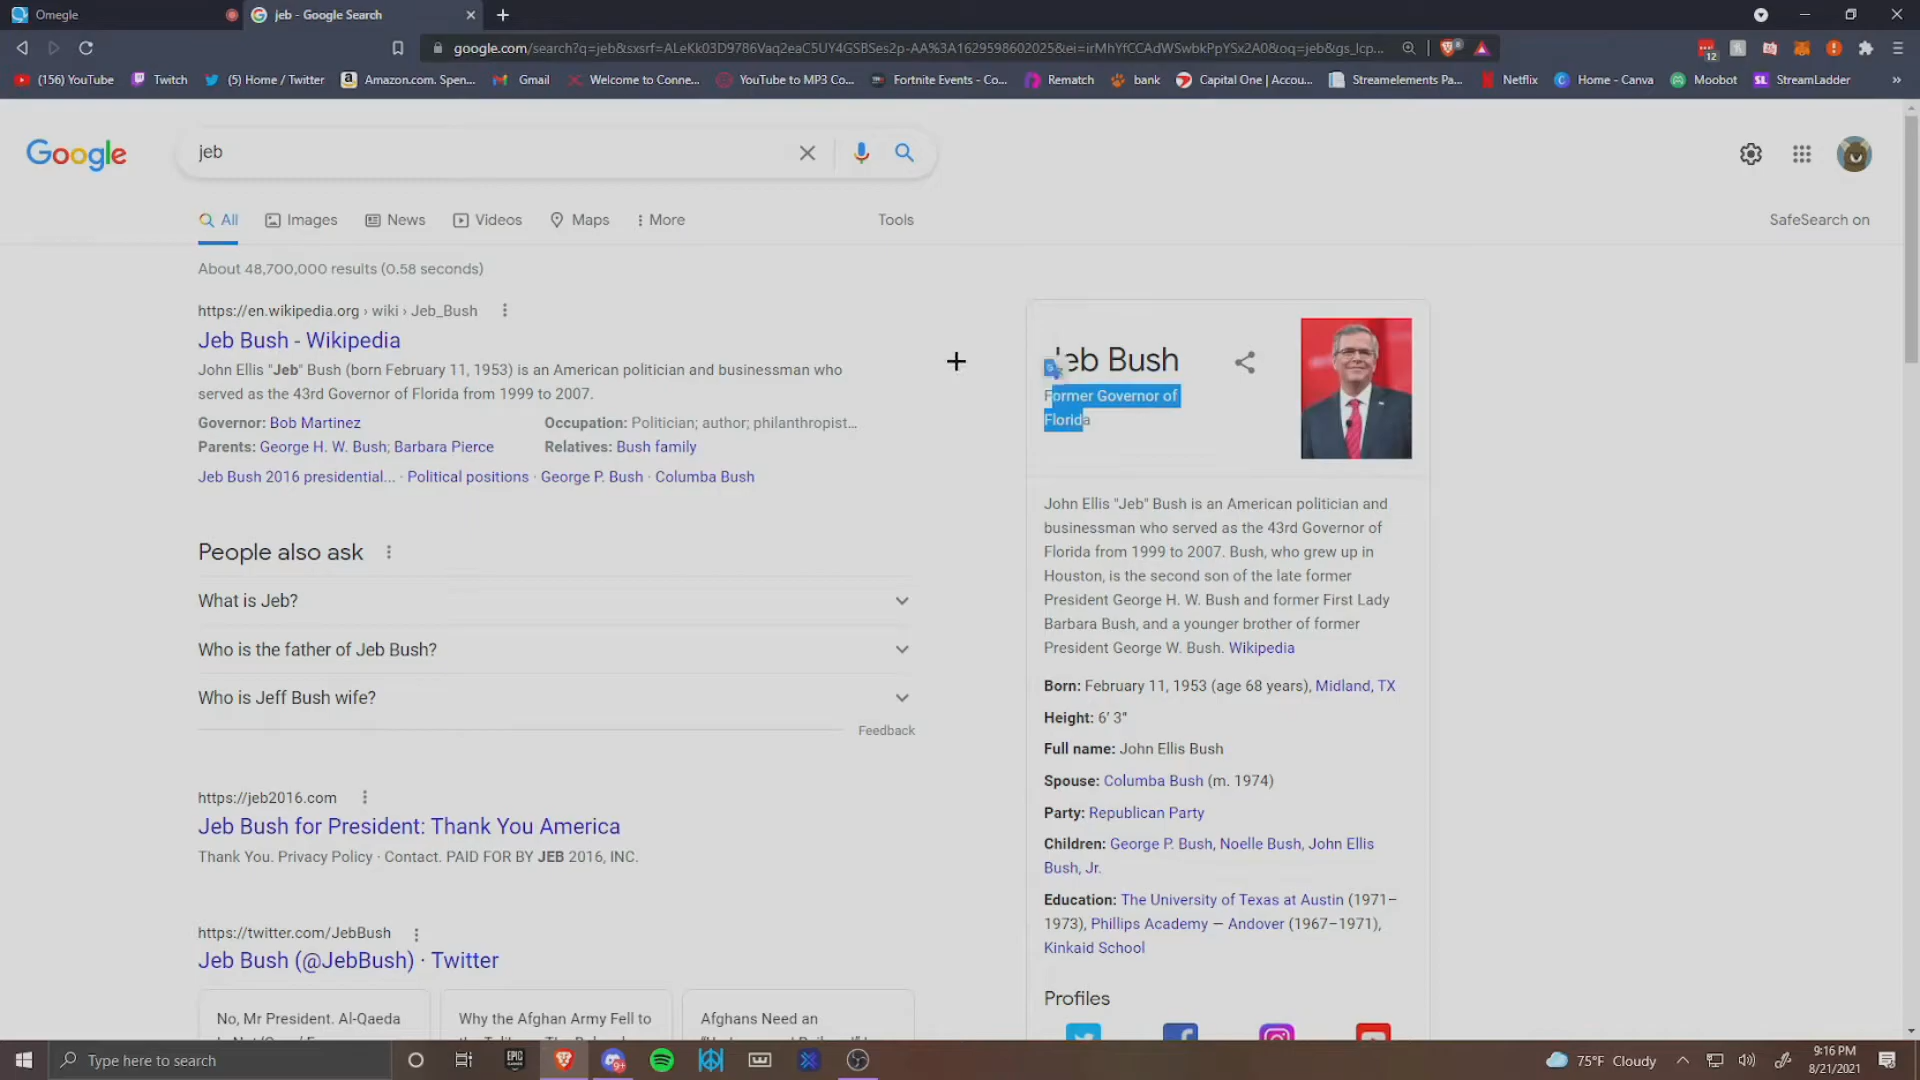 Omegle
jeb - Google Search
google.com/search?q=jeb&sxsrf=ALeKk03D9786Vaq2eaC5UY4GSBSes2p-AA%3A1629598602025&ei=irMhYfCCAdWSwbkPpYSx2A0&oq=jeb&gs_lcp...
12
(156) YouTube
Twitch
(5) Home / Twitter
Amazon.com. Spen...
Gmail
Welcome to Conne...
YouTube to MP3 Co...
Fortnite Events - Co...
Rematch
bank
Capital One | Accou...
Streamelements Pa...
Netflix
Home - Canva
Moobot
SL StreamLadder
»
Google
jeb
All
Images
News
Videos
Maps
More
Tools
SafeSearch on
About 48,700,000 results (0.58 seconds)
https://en.wikipedia.org › wiki › Jeb_Bush
Jeb Bush - Wikipedia
John Ellis "Jeb" Bush (born February 11, 1953) is an American politician and businessman who
served as the 43rd Governor of Florida from 1999 to 2007.
Governor: Bob Martinez
Occupation: Politician; author; philanthropist...
Parents: George H. W. Bush; Barbara Pierce
Relatives: Bush family
Jeb Bush 2016 presidential... · Political positions · George P. Bush · Columba Bush
People also ask
What is Jeb?
Who is the father of Jeb Bush?
Who is Jeff Bush wife?
Feedback
https://jeb2016.com
Jeb Bush for President: Thank You America
Thank You. Privacy Policy · Contact. PAID FOR BY JEB 2016, INC.
https://twitter.com/JebBush
Jeb Bush (@JebBush) · Twitter
No, Mr President. Al-Qaeda
Why the Afghan Army Fell to
Afghans Need an
Jeb Bush
Former Governor of
Florida
John Ellis "Jeb" Bush is an American politician and
businessman who served as the 43rd Governor of
Florida from 1999 to 2007. Bush, who grew up in
Houston, is the second son of the late former
President George H. W. Bush and former First Lady
Barbara Bush, and a younger brother of former
President George W. Bush. Wikipedia
Born: February 11, 1953 (age 68 years), Midland, TX
Height: 6′ 3″
Full name: John Ellis Bush
Spouse: Columba Bush (m. 1974)
Party: Republican Party
Children: George P. Bush, Noelle Bush, John Ellis
Bush, Jr.
Education: The University of Texas at Austin (1971–
1973), Phillips Academy — Andover (1967–1971),
Kinkaid School
Profiles
Type here to search
EPIC
9+
75°F Cloudy
9:16 PM
8/21/2021